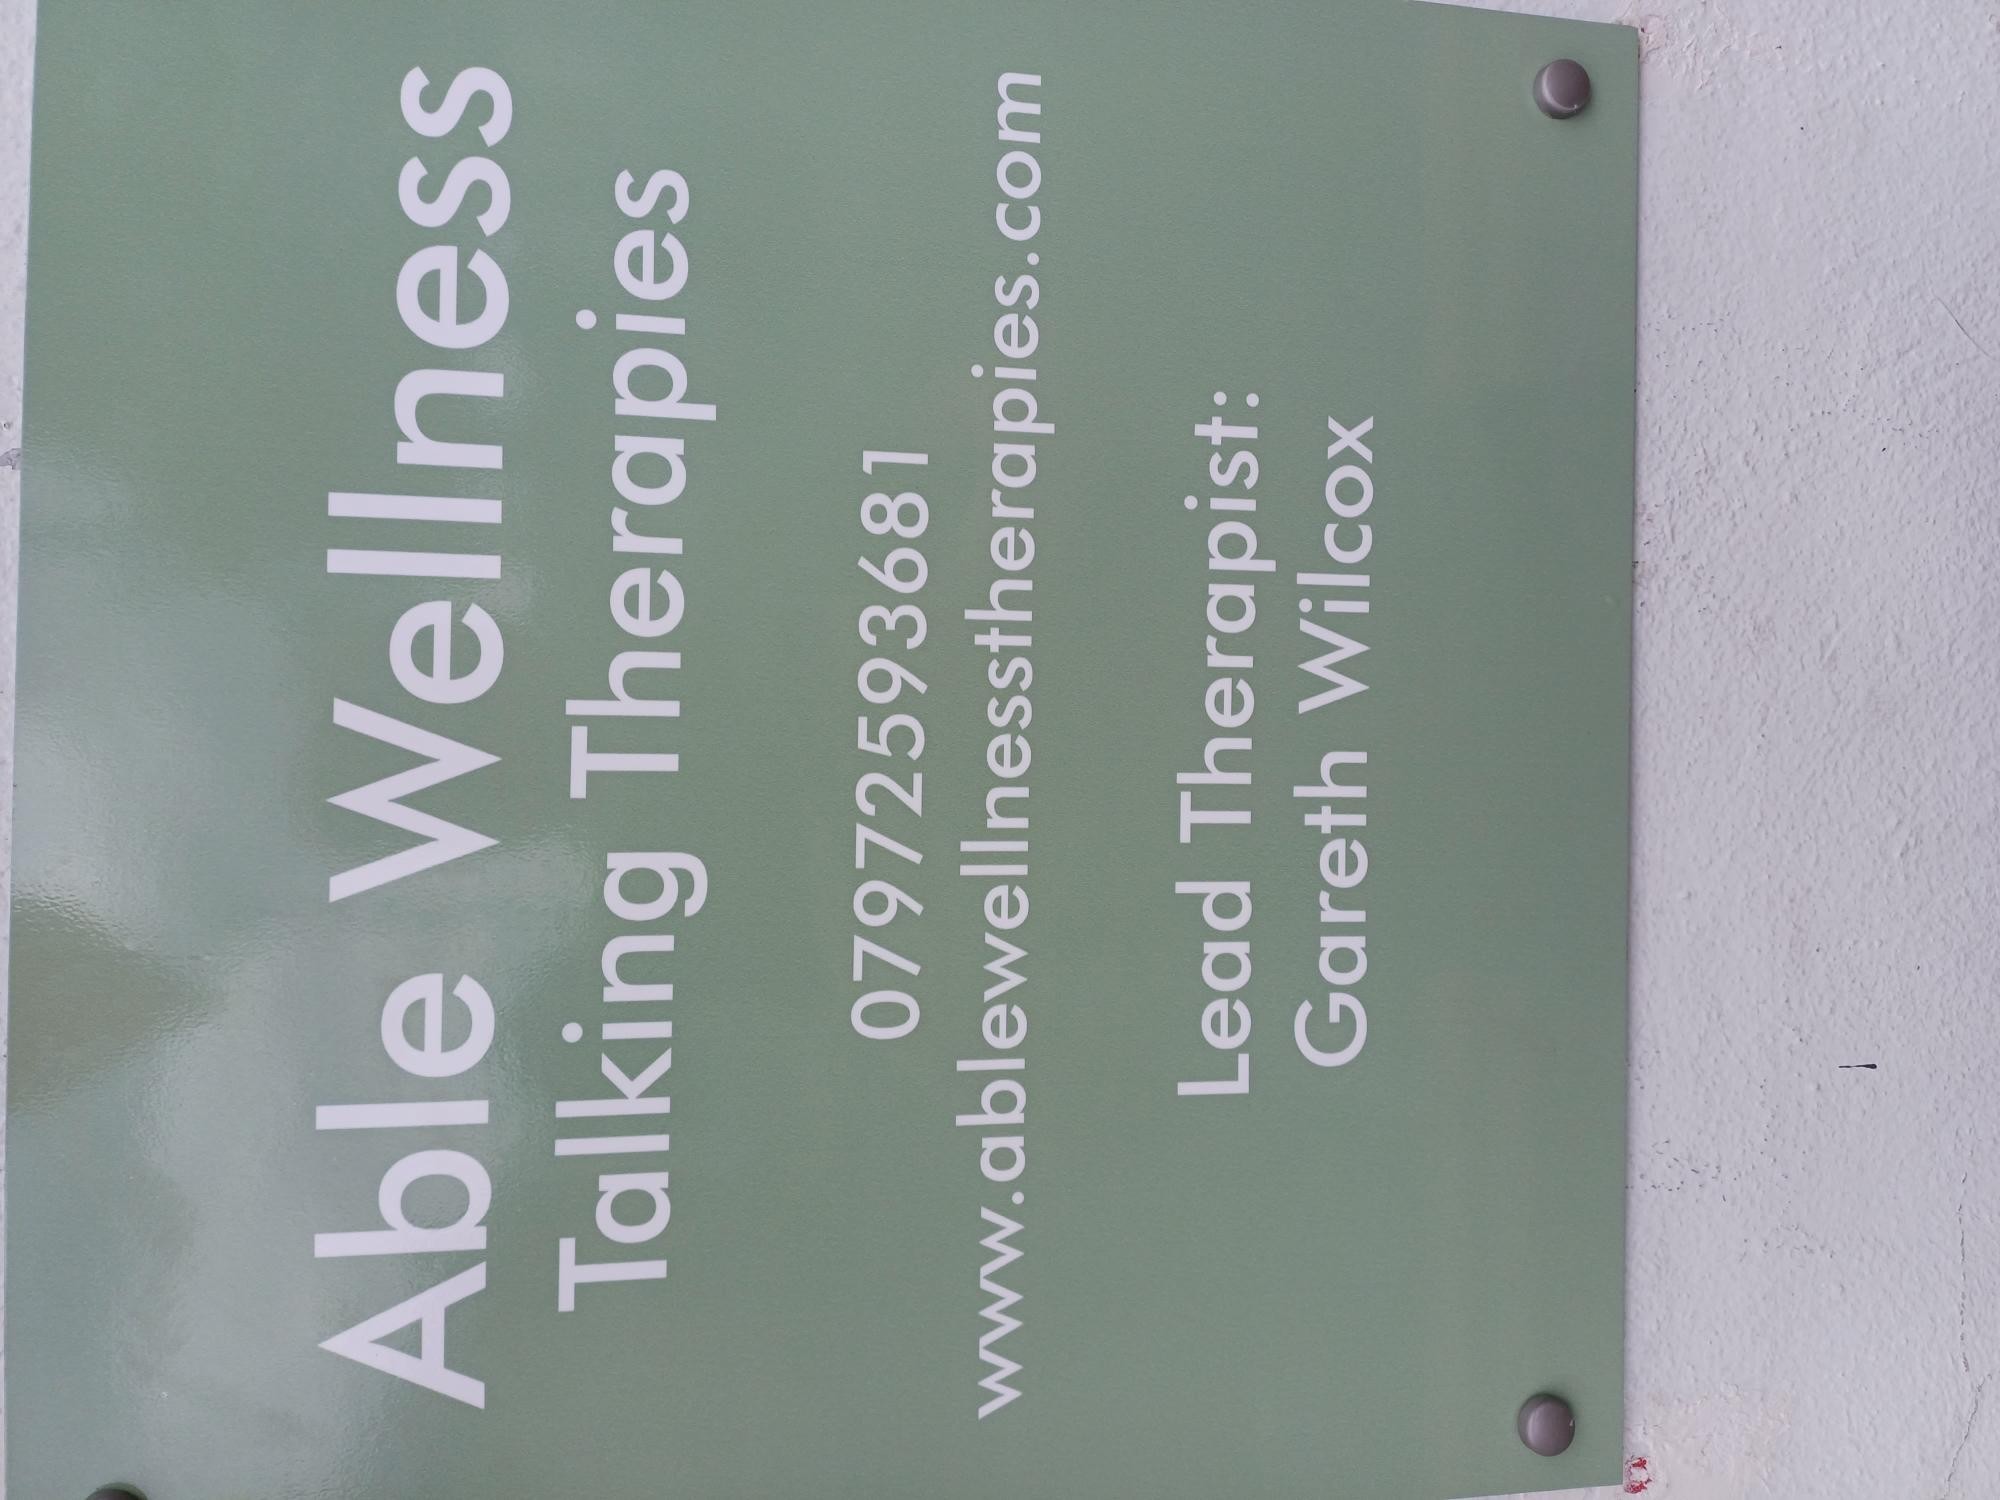 Able Wellness
Talking Therapies
07972593681
www.ablewellnesstherapies.com
Lead Therapist:
Gareth Wilcox